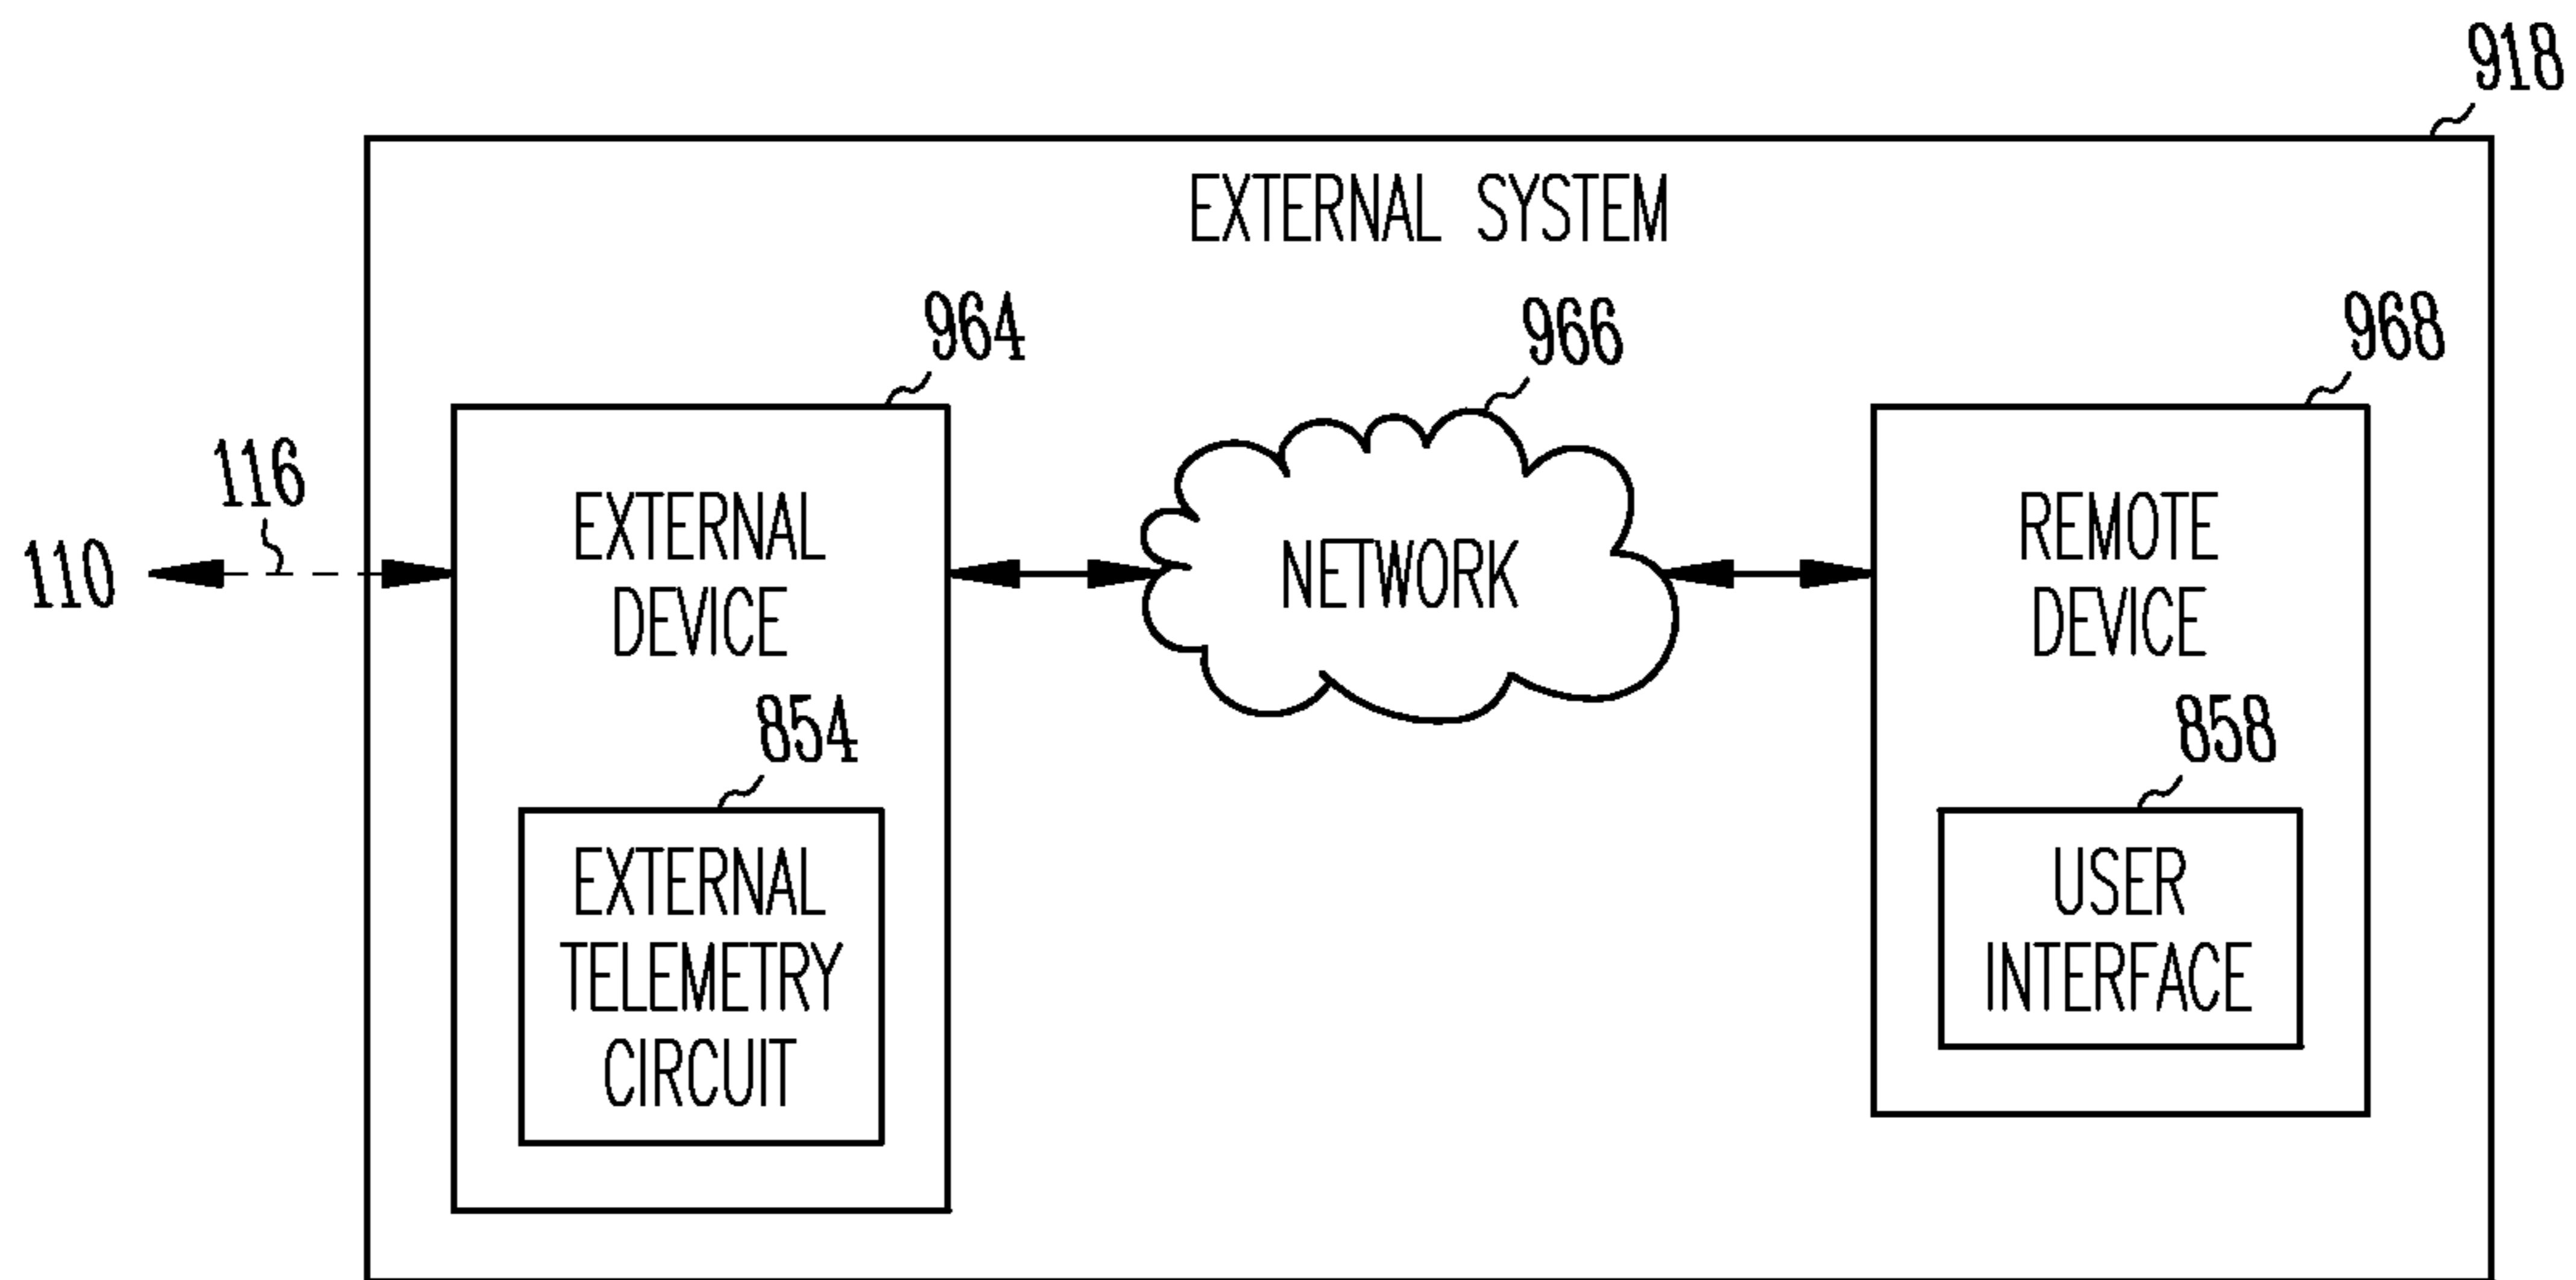 918
EXTERNAL SYSTEM
964
966
968
116
110
EXTERNAL
DEVICE
NETWORK
REMOTE
DEVICE
854
858
EXTERNAL
TELEMETRY
CIRCUIT
USER
INTERFACE